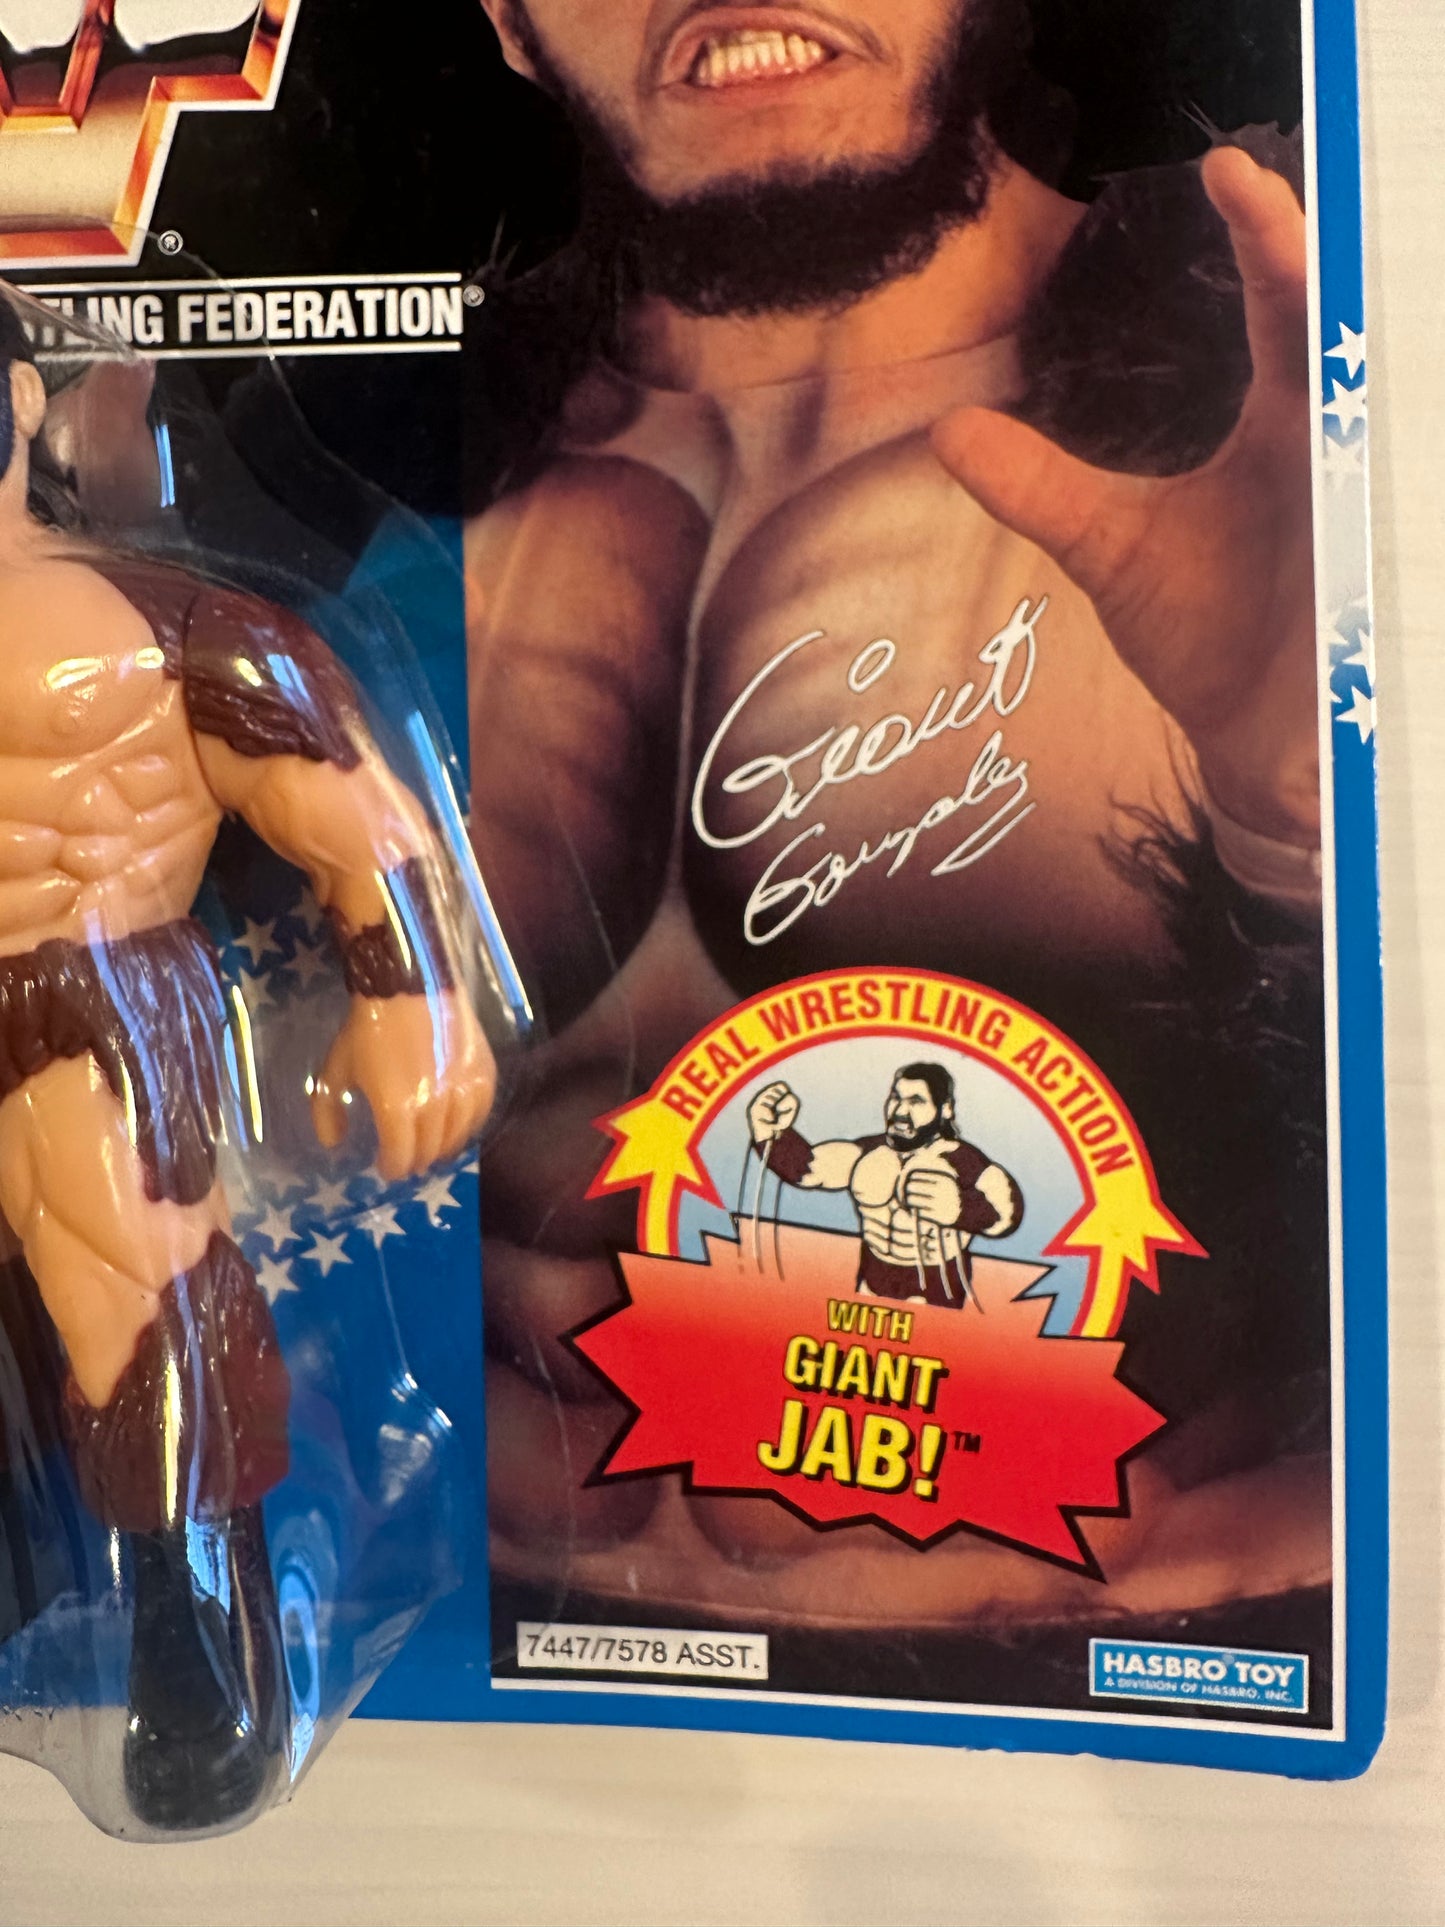 ®
TLING FEDERATION®
Giant
Gonzales
REAL WRESTLING ACTION
WITH
GIANT
JAB!™
7447/7578 ASST.
HASBRO® TOY
A DIVISION OF HASBRO, INC.